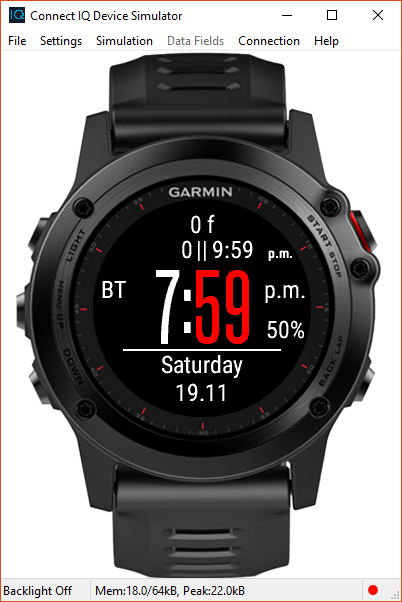 Connect IQ Device Simulator
File Settings Simulation Data Fields Connection Help
GARMIN
LIGHT
START STOP
MENU UP
DOWN
BACK LAP
0 f
0 || 9:59 p.m.
BT 7:59 p.m.
50%
Saturday
19.11
30
Backlight Off Mem:18.0/64kB, Peak:22.0kB